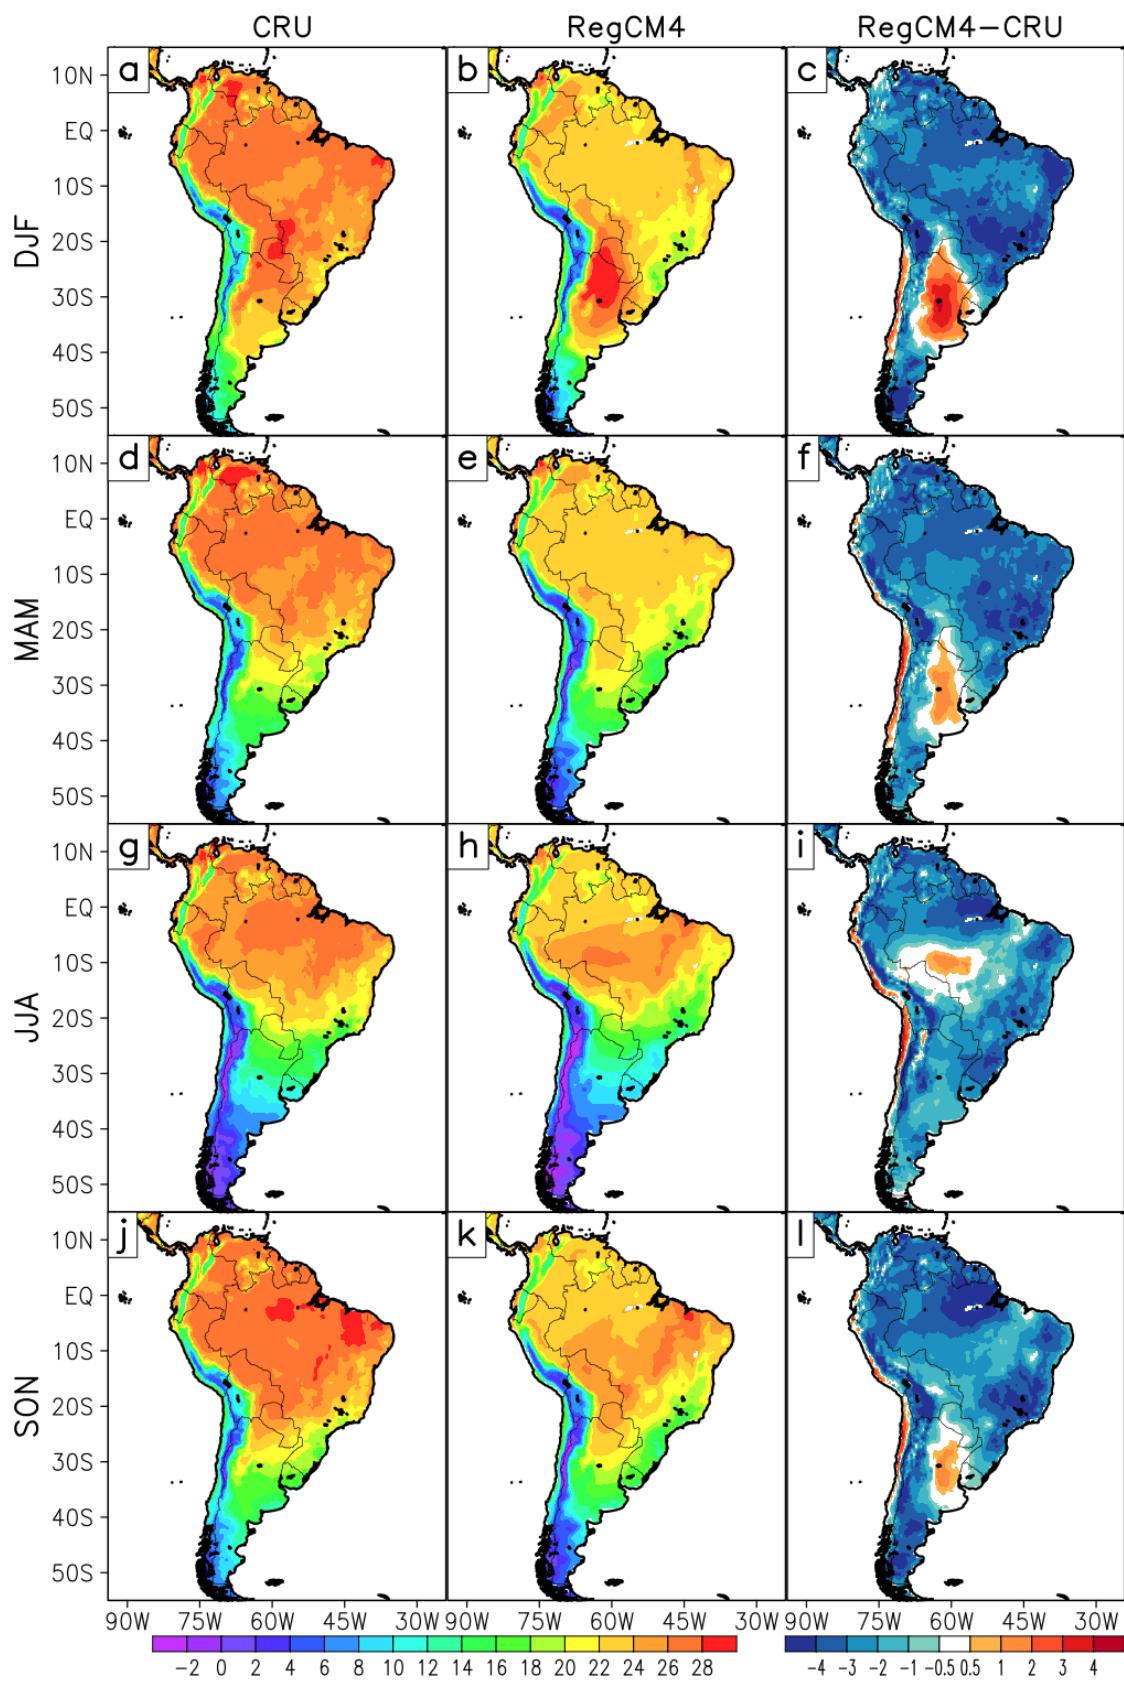 CRU RegCM4 RegCM4−CRU
DJF
a b c
10N
EQ
10S
20S
30S
40S
50S
MAM
d e f
10N
EQ
10S
20S
30S
40S
50S
JJA
g h i
10N
EQ
10S
20S
30S
40S
50S
SON
j k l
10N
EQ
10S
20S
30S
40S
50S
90W 75W 60W 45W 30W 90W 75W 60W 45W 30W 90W 75W 60W 45W 30W
−2 0 2 4 6 8 10 12 14 16 18 20 22 24 26 28 -4 -3 -2 -1 -0.5 0.5 1 2 3 4